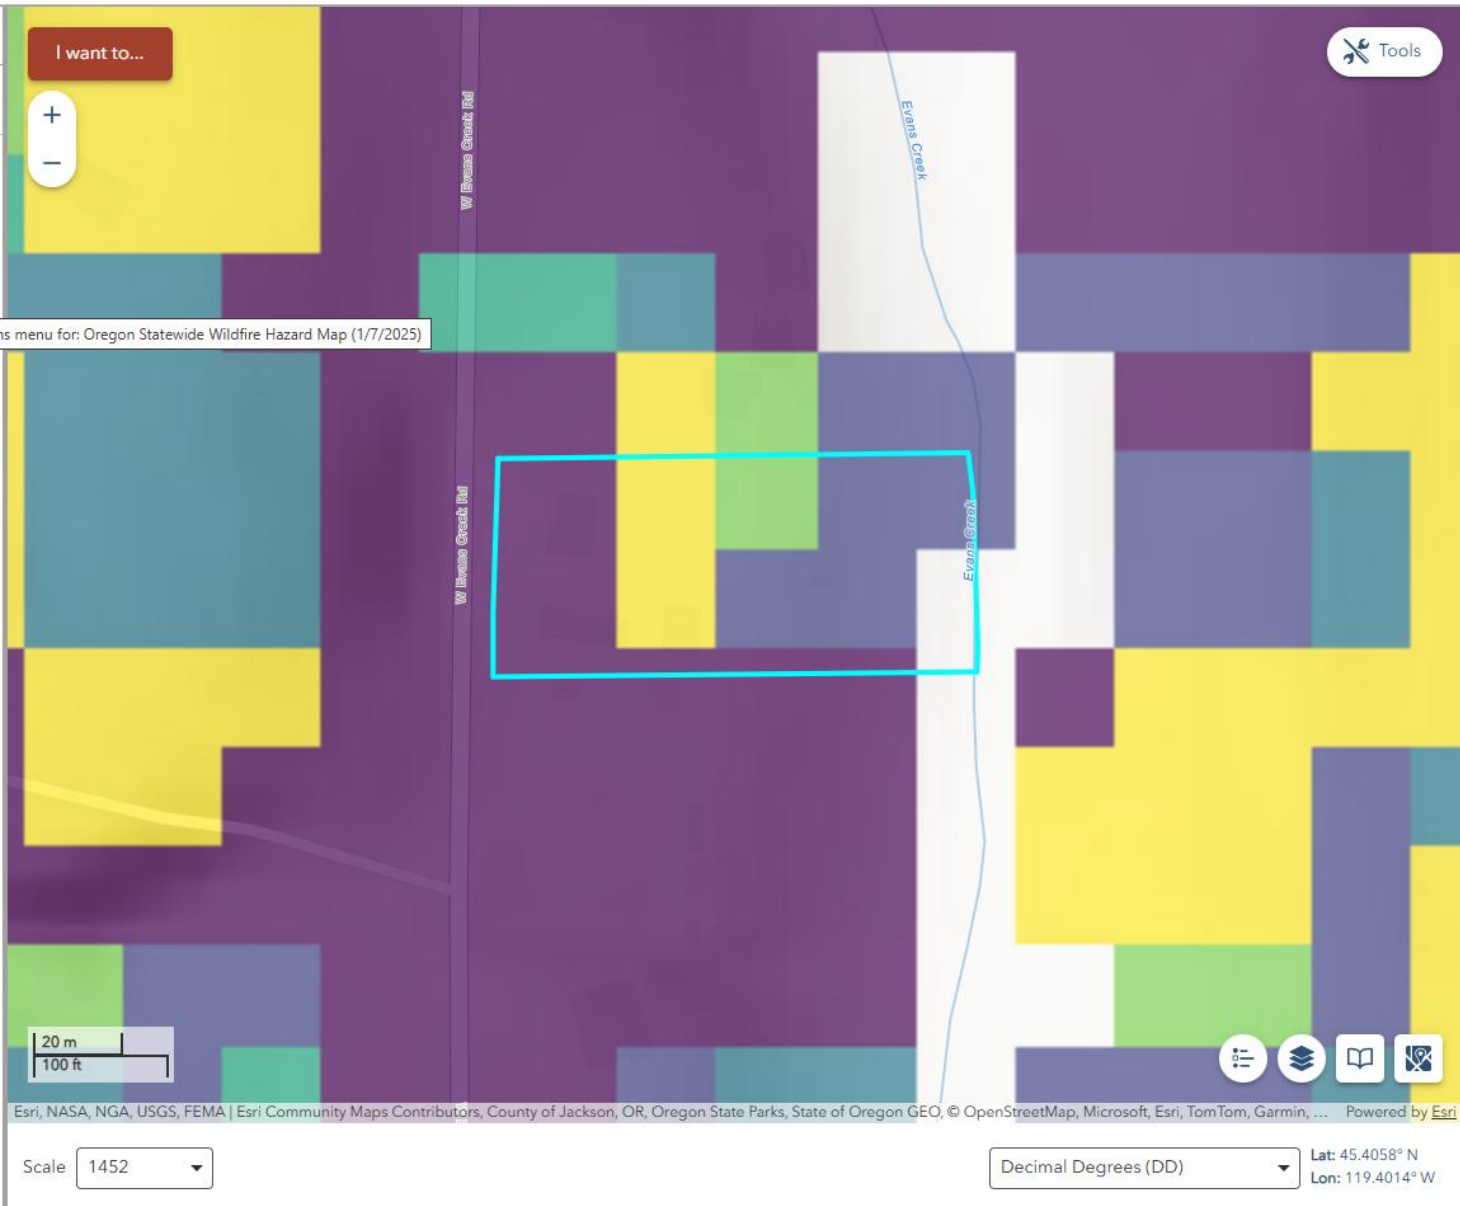 I want to...
Tools
+
−
W Evans Creek Rd
Evans Creek
ns menu for: Oregon Statewide Wildfire Hazard Map (1/7/2025)
W Evans Creek Rd
Evans Creek
20 m
100 ft
Esri, NASA, NGA, USGS, FEMA | Esri Community Maps Contributors, County of Jackson, OR, Oregon State Parks, State of Oregon GEO, © OpenStreetMap, Microsoft, Esri, TomTom, Garmin, ... Powered by Esri
Scale 1452
Decimal Degrees (DD)
Lat: 45.4058° N
Lon: 119.4014° W